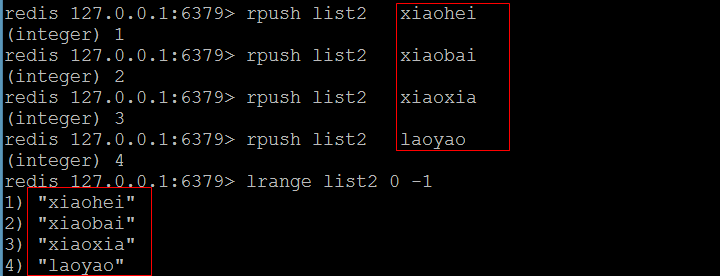 redis 127.0.0.1:6379> rpush list2   xiaohei
(integer) 1
redis 127.0.0.1:6379> rpush list2   xiaobai
(integer) 2
redis 127.0.0.1:6379> rpush list2   xiaoxia
(integer) 3
redis 127.0.0.1:6379> rpush list2   laoyao
(integer) 4
redis 127.0.0.1:6379> lrange list2 0 -1
1) "xiaohei"
2) "xiaobai"
3) "xiaoxia"
4) "laoyao"